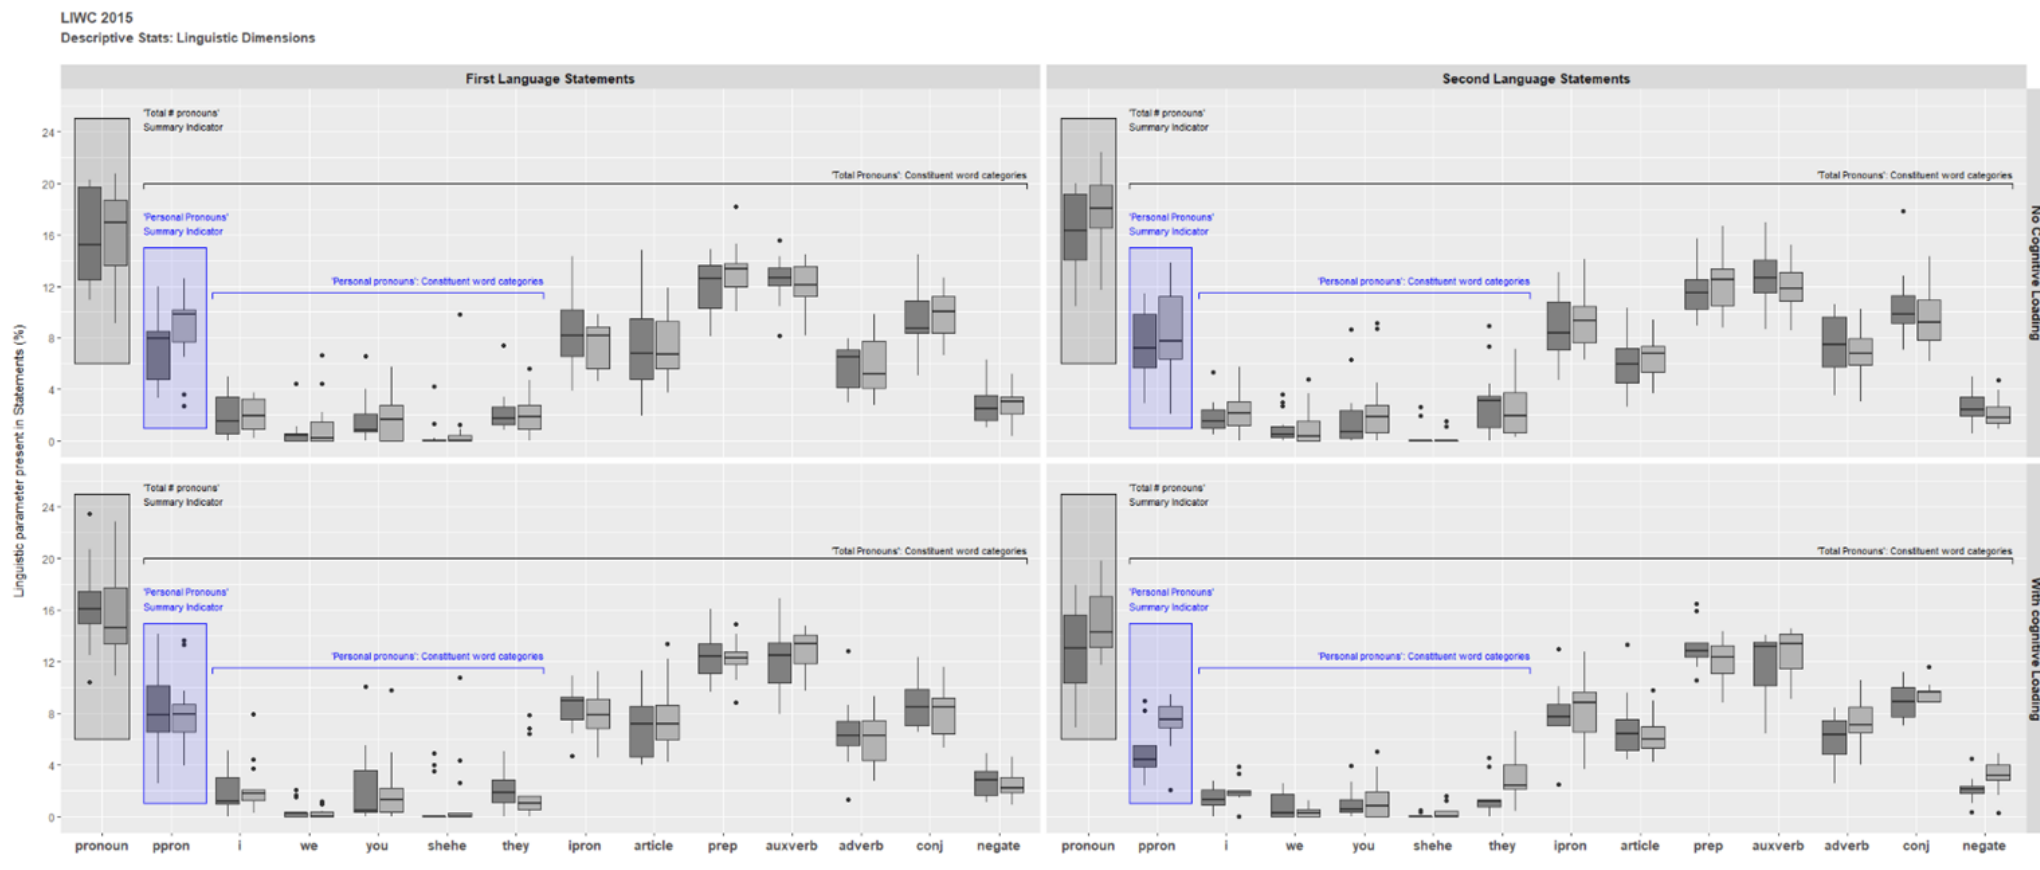 LIWC 2015
Descriptive Stats: Linguistic Dimensions
First Language Statements
Second Language Statements
Linguistic parameter present in Statements (%)
'Total # pronouns'
Summary Indicator
'Total Pronouns': Constituent word categories
'Personal Pronouns'
Summary Indicator
'Personal pronouns': Constituent word categories
24
20
16
12
8
4
0
'Total # pronouns'
Summary Indicator
'Total Pronouns': Constituent word categories
'Personal Pronouns'
Summary Indicator
'Personal pronouns': Constituent word categories
No Cognitive Loading
'Total # pronouns'
Summary Indicator
'Total Pronouns': Constituent word categories
'Personal Pronouns'
Summary Indicator
'Personal pronouns': Constituent word categories
24
20
16
12
8
4
0
'Total # pronouns'
Summary Indicator
'Total Pronouns': Constituent word categories
'Personal Pronouns'
Summary Indicator
'Personal pronouns': Constituent word categories
With cognitive Loading
pronoun ppron i we you shehe they ipron article prep auxverb adverb conj negate
pronoun ppron i we you shehe they ipron article prep auxverb adverb conj negate